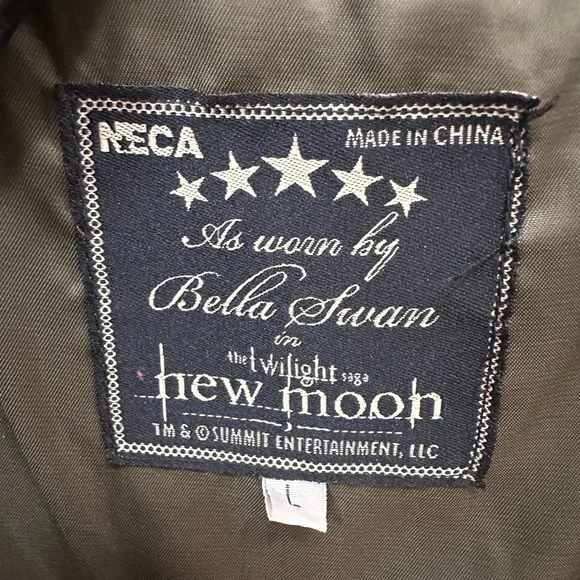 NECA MADE IN CHINA
As worn by
Bella Swan
in
the twilight saga
new moon
TM & © SUMMIT ENTERTAINMENT, LLC
L